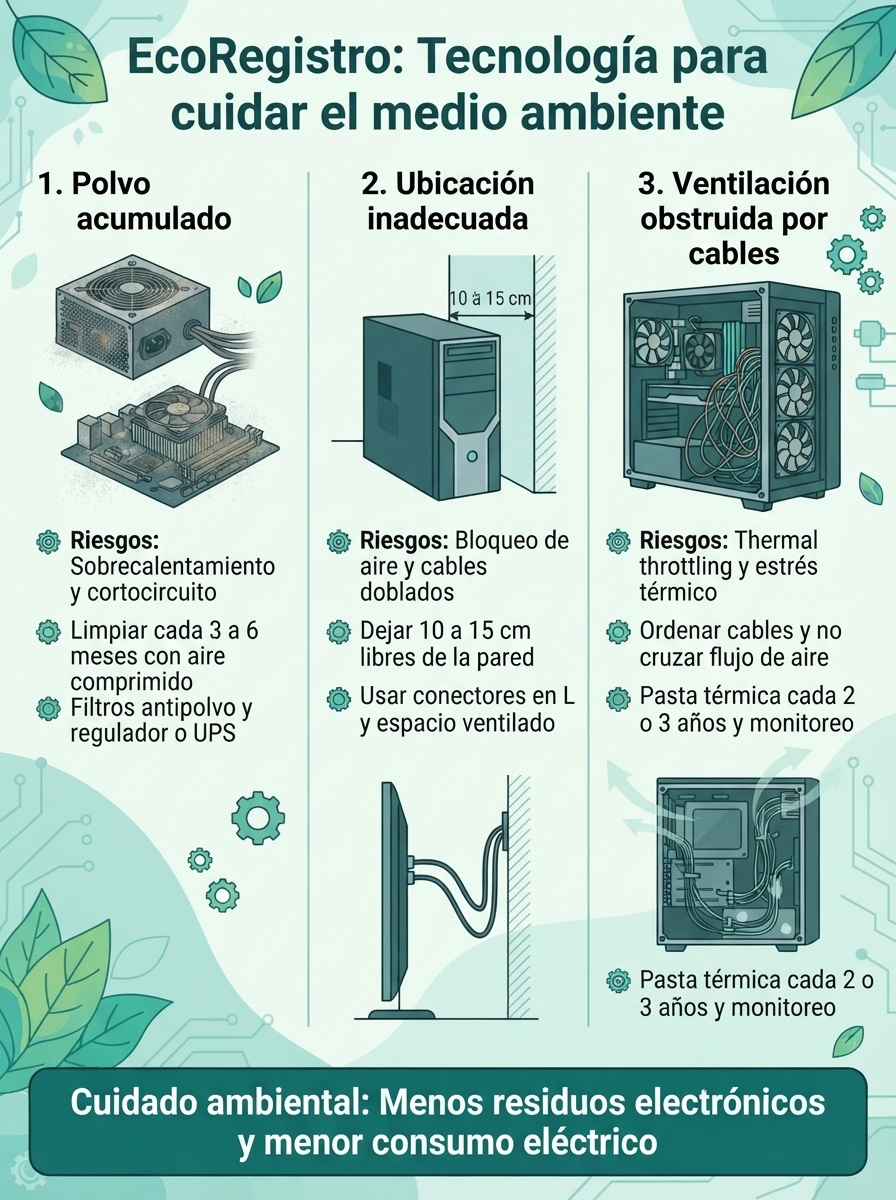 EcoRegistro: Tecnología para
cuidar el medio ambiente
1. Polvo
acumulado
Riesgos:
Sobrecalentamiento
y cortocircuito
Limpiar cada 3 a 6
meses con aire
comprimido
Filtros antipolvo y
regulador o UPS
2. Ubicación
inadecuada
10 a 15 cm
Riesgos: Bloqueo de
aire y cables
doblados
Dejar 10 a 15 cm
libres de la pared
Usar conectores en L
y espacio ventilado
3. Ventilación
obstruida por
cables
Riesgos: Thermal
throttling y estrés
térmico
Ordenar cables y no
cruzar flujo de aire
Pasta térmica cada 2
o 3 años y monitoreo
Pasta térmica cada 2 o
3 años y monitoreo
Cuidado ambiental: Menos residuos electrónicos
y menor consumo eléctrico